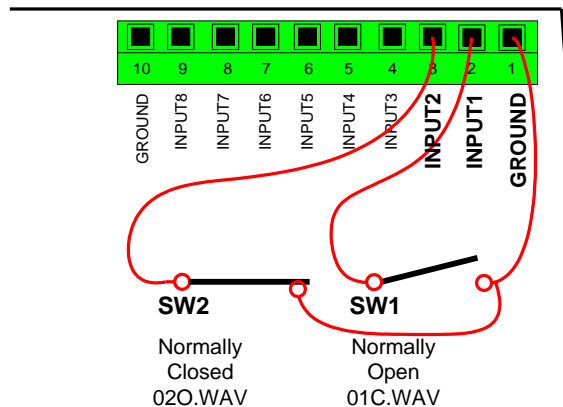 10 9 8 7 6 5 4 3 2 1
GROUND INPUT8 INPUT7 INPUT6 INPUT5 INPUT4 INPUT3 INPUT2 INPUT1 GROUND
SW2 SW1
Normally Normally
Closed Open
02O.WAV 01C.WAV